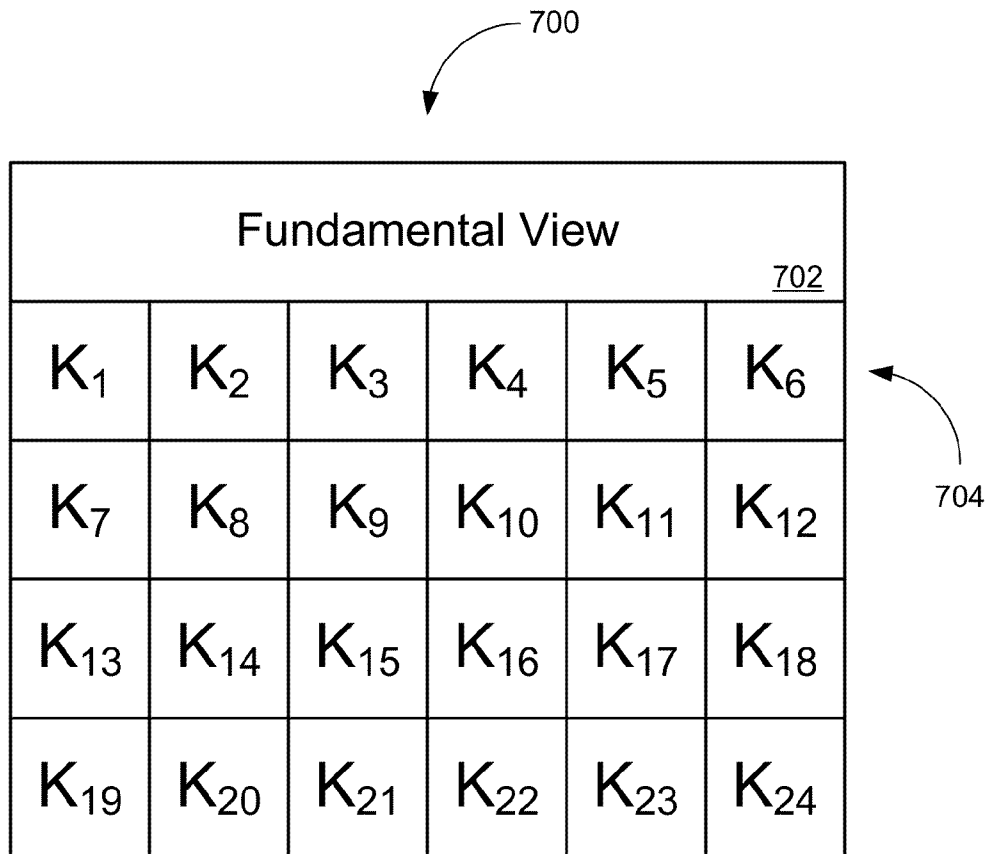 700
Fundamental View
702
K1 K2 K3 K4 K5 K6
704
K7 K8 K9 K10 K11 K12
K13 K14 K15 K16 K17 K18
K19 K20 K21 K22 K23 K24